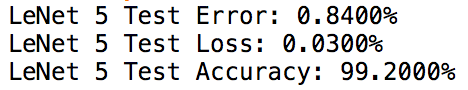 LeNet 5 Test Error: 0.8400%
LeNet 5 Test Loss: 0.0300%
LeNet 5 Test Accuracy: 99.2000%